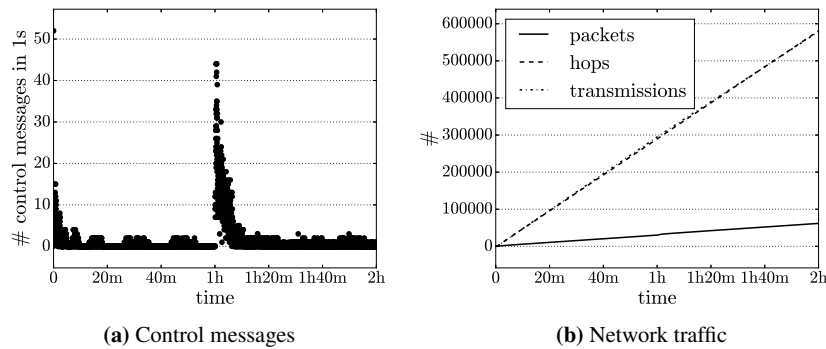 # control messages in 1s
50
40
30
20
10
0
0 20m 40m 1h 1h20m 1h40m 2h
time
(a) Control messages
#
600000
500000
400000
300000
200000
100000
0
packets
hops
transmissions
0 20m 40m 1h 1h20m 1h40m 2h
time
(b) Network traffic